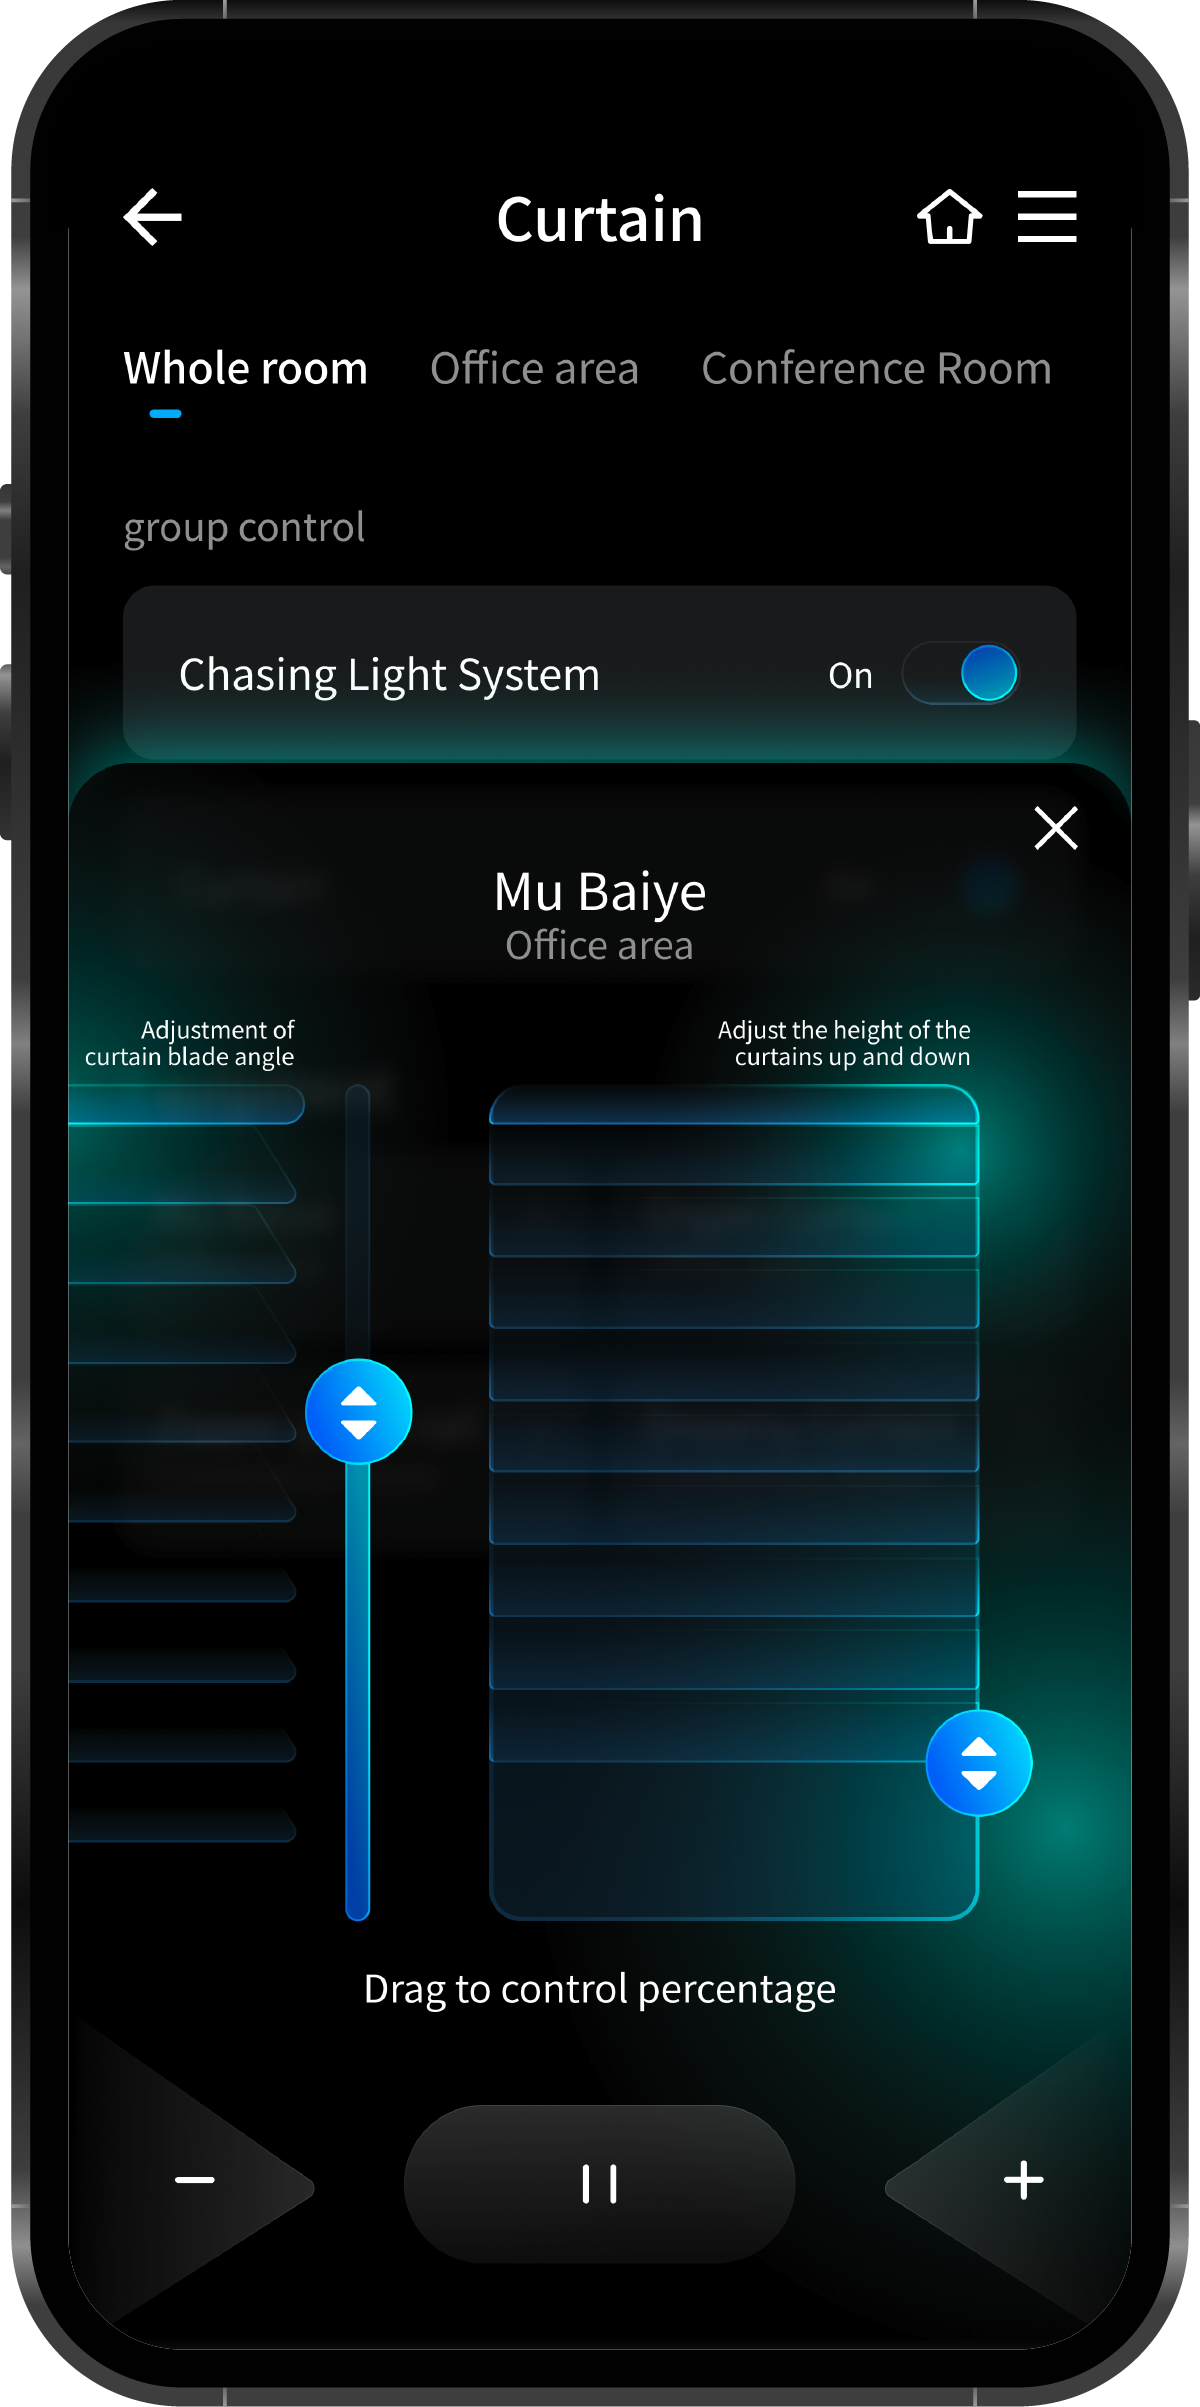 Curtain
Whole room
Office area
Conference Room
group control
Chasing Light System
On
Mu Baiye
Office area
Adjustment of
curtain blade angle
Adjust the height of the
curtains up and down
Drag to control percentage